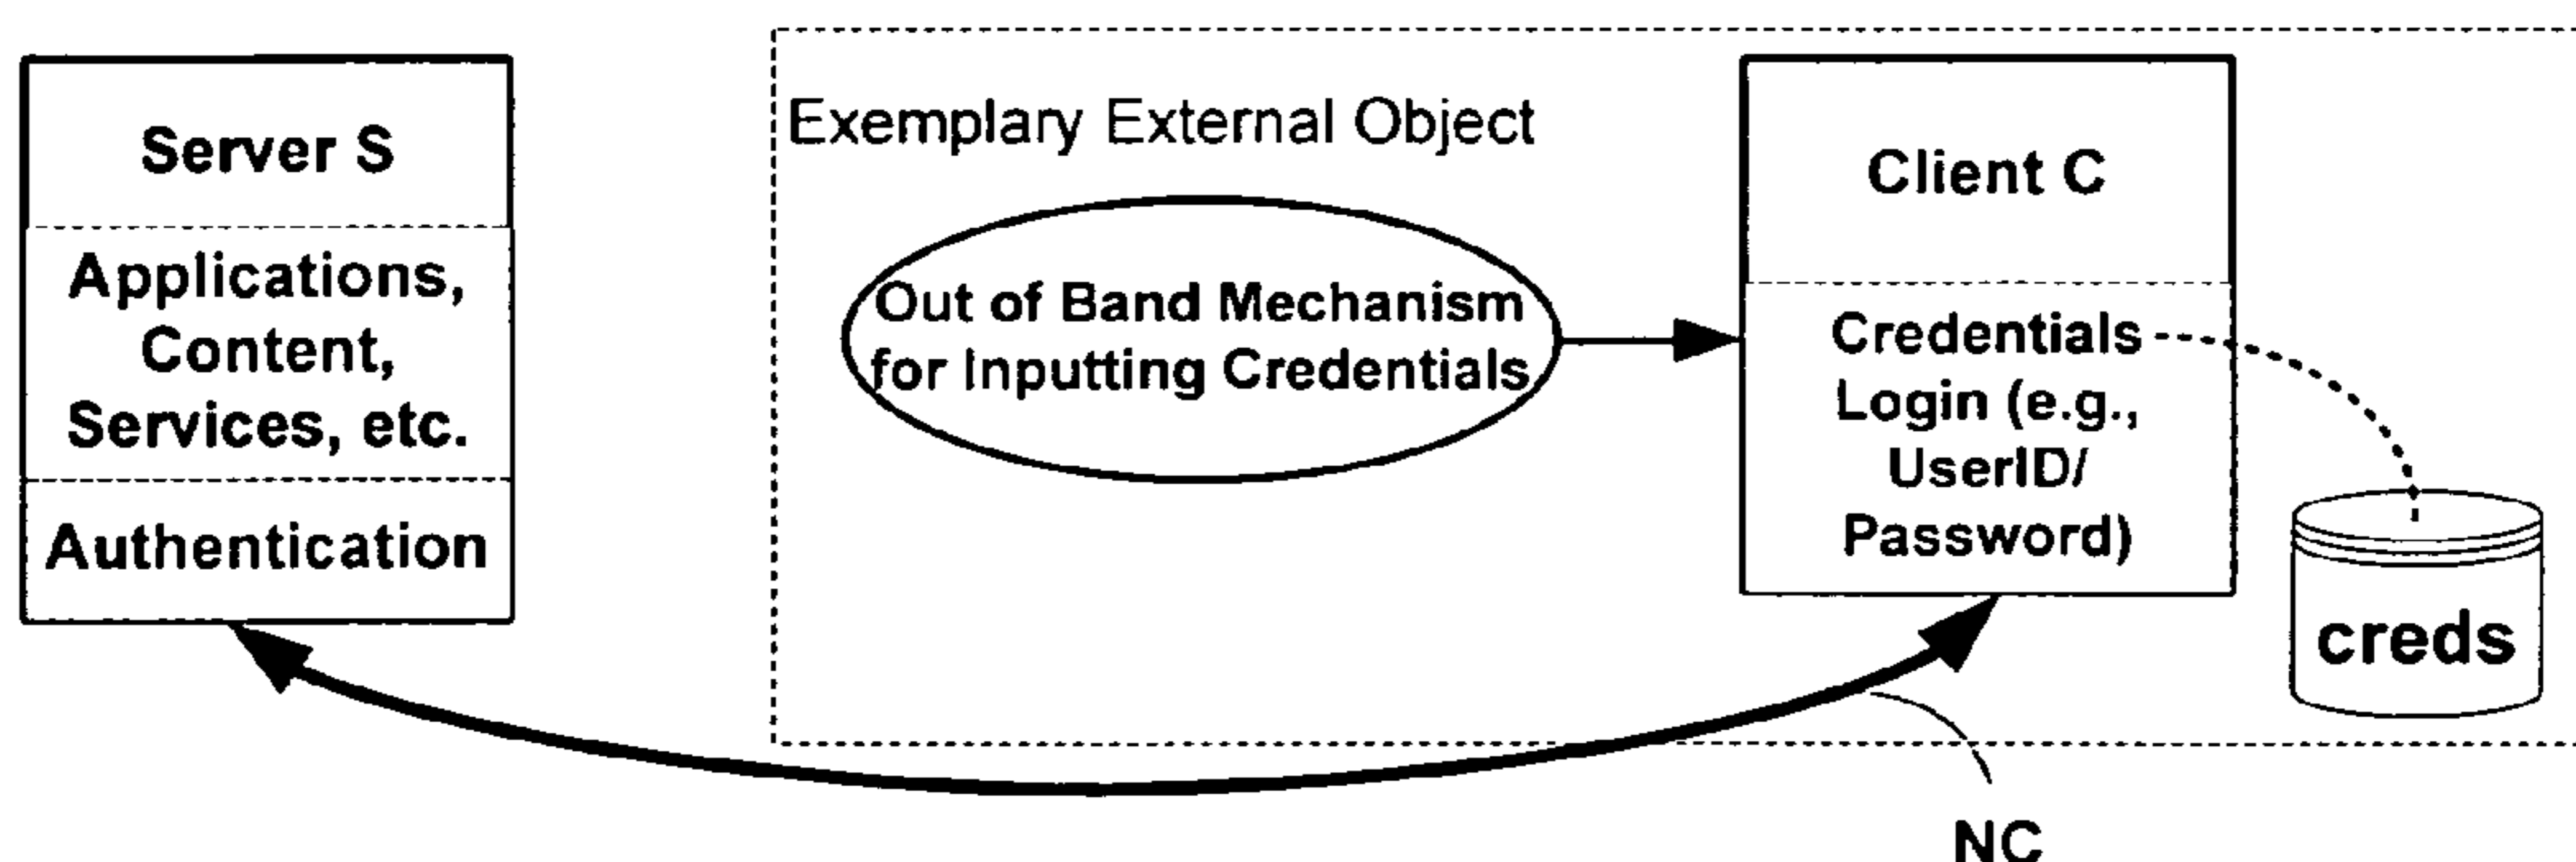 Server S
Applications,
Content,
Services, etc.
Authentication
Exemplary External Object
Out of Band Mechanism
for Inputting Credentials
Client C
Credentials
Login (e.g.,
UserID/
Password)
creds
NC